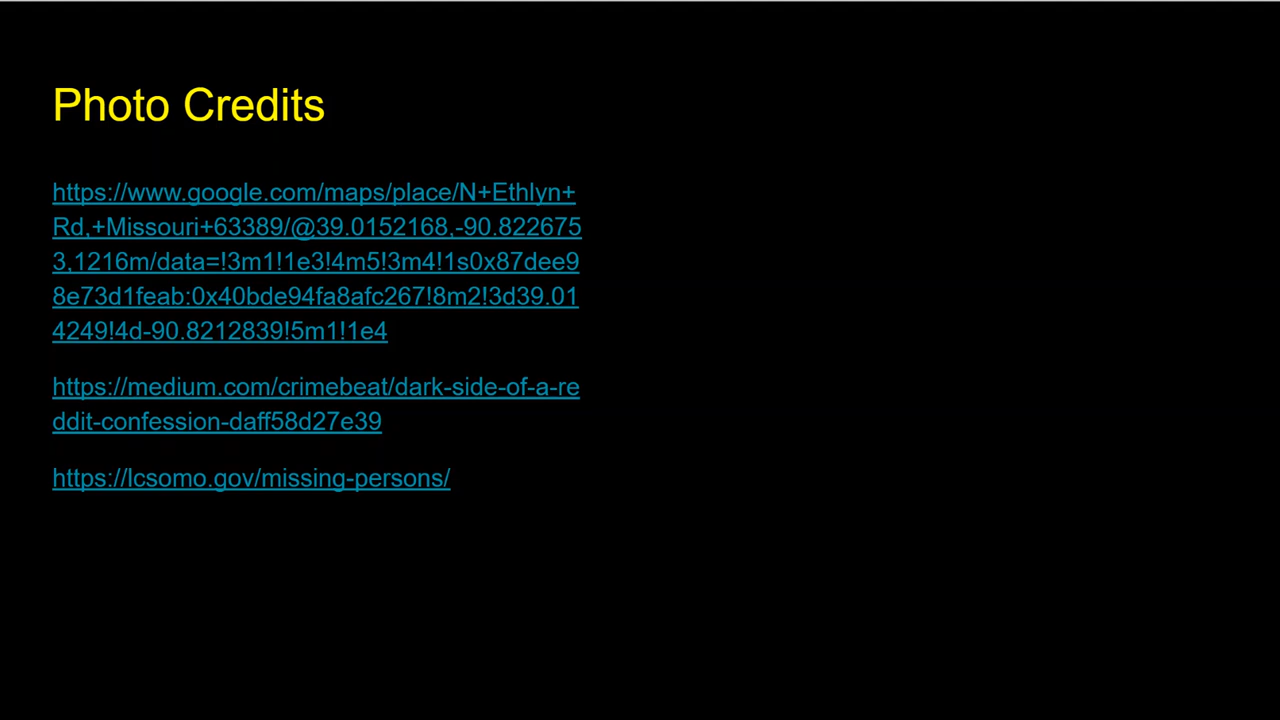 Photo Credits
https://www.google.com/maps/place/N+Ethlyn+
Rd,+Missouri+63389/@39.0152168,-90.822675
3,1216m/data=!3m1!1e3!4m5!3m4!1s0x87dee9
8e73d1feab:0x40bde94fa8afc267!8m2!3d39.01
4249!4d-90.8212839!5m1!1e4
https://medium.com/crimebeat/dark-side-of-a-re
ddit-confession-daff58d27e39
https://lcsomo.gov/missing-persons/